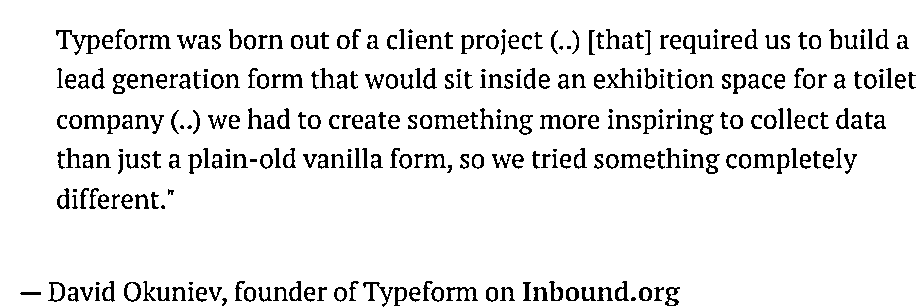 Typeform was born out of a client project (..) [that] required us to build a
lead generation form that would sit inside an exhibition space for a toilet
company (..) we had to create something more inspiring to collect data
than just a plain-old vanilla form, so we tried something completely
different."
— David Okuniev, founder of Typeform on Inbound.org